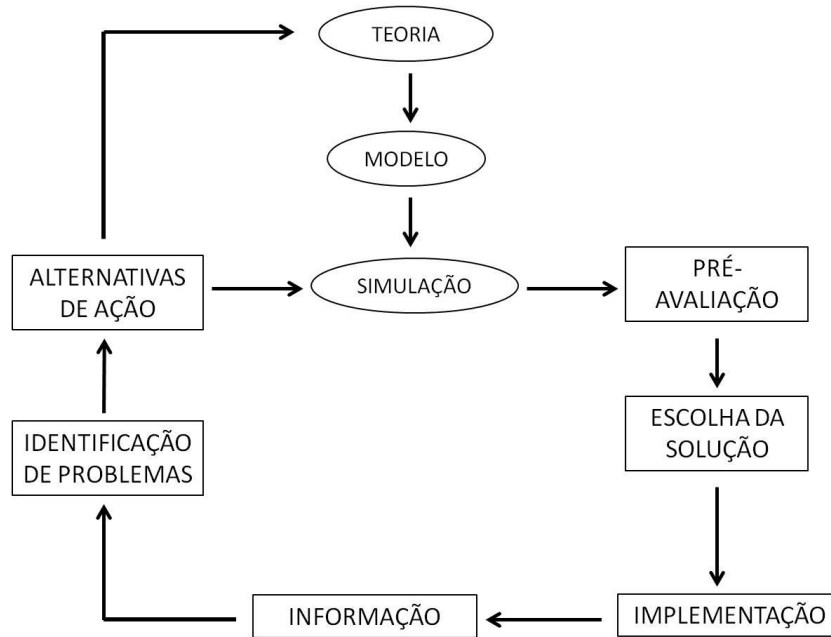 TEORIA
MODELO
ALTERNATIVAS
DE AÇÃO
SIMULAÇÃO
PRÉ-
AVALIAÇÃO
IDENTIFICAÇÃO
DE PROBLEMAS
ESCOLHA DA
SOLUÇÃO
INFORMAÇÃO
IMPLEMENTAÇÃO